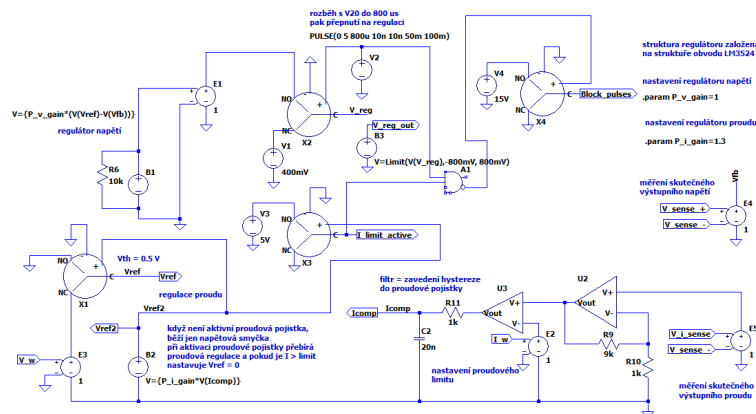 rozběh s V20 do 800 us
pak přepnutí na regulaci
PULSE(0 5 800u 10n 10n 50m 100m)
struktura regulátoru založena
na struktuře obvodu LM3524
nastavení regulátoru napětí
.param P_v_gain=1
nastavení regulátoru proudu
.param P_i_gain=1.3
E1
1
NO
NC
+
-
C
X2
V2
V_reg
V_reg_out
B3
V=Limit(V(V_reg),-800mV, 800mV)
V4
15V
NO
NC
+
-
C
X4
Block_pulses
V={P_v_gain*(V(Vref)-V(Vfb))}
regulátor napětí
R6
10k
B1
V1
400mV
A1
V3
5V
NO
NC
+
-
C
X3
I_limit_active
měření skutečného
výstupního napětí
Vfb
V_sense_+
V_sense_-
E4
1
NO
NC
+
-
C
X1
Vth = 0.5 V
Vref
Vref
regulace proudu
Vref2
Vref2
když není aktivní proudová pojistka,
běží jen napětová smyčka
při aktivaci proudové pojistky přebírá
proudová regulace a pokud je I > limit
nastavuje Vref = 0
V_w
E3
1
B2
V={P_i_gain*V(Icomp)}
filtr = zavedení hystereze
do proudové pojistky
Icomp
Icomp
R11
1k
C2
20n
U3
V+
V-
Vout
I_w
E2
1
nastavení proudového
limitu
U2
V+
V-
Vout
R9
9k
R10
1k
V_i_sense
V_sense_-
E5
1
měření skutečného
výstupního proudu